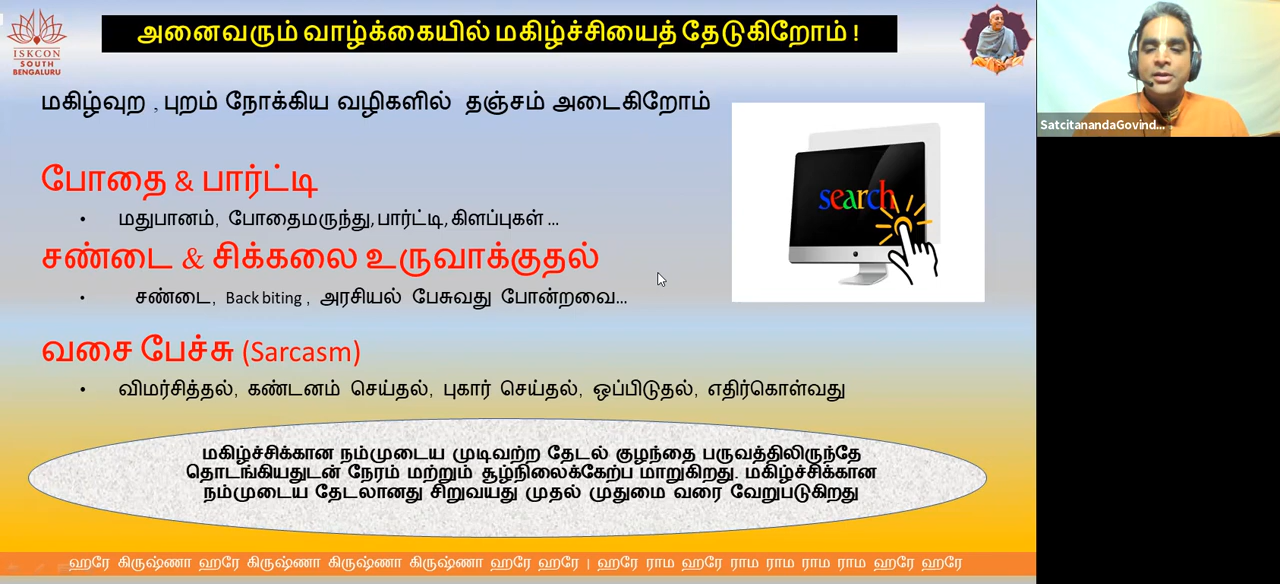 ISKCON
SOUTH
BENGALURU
அனைவரும் வாழ்க்கையில் மகிழ்ச்சியைத் தேடுகிறோம் !
மகிழ்வுற , புறம் நோக்கிய வழிகளில் தஞ்சம் அடைகிறோம்
போதை & பார்ட்டி
• மதுபானம், போதைமருந்து, பார்ட்டி, கிளப்புகள் ...
சண்டை & சிக்கலை உருவாக்குதல்
• சண்டை, Back biting , அரசியல் பேசுவது போன்றவை...
வசை பேச்சு (Sarcasm)
• விமர்சித்தல், கண்டனம் செய்தல், புகார் செய்தல், ஒப்பிடுதல், எதிர்கொள்வது
search
மகிழ்ச்சிக்கான நம்முடைய முடிவற்ற தேடல் குழந்தை பருவத்திலிருந்தே
தொடங்கியதுடன் நேரம் மற்றும் சூழ்நிலைக்கேற்ப மாறுகிறது. மகிழ்ச்சிக்கான
நம்முடைய தேடலானது சிறுவயது முதல் முதுமை வரை வேறுபடுகிறது
ஹரே கிருஷ்ணா ஹரே கிருஷ்ணா கிருஷ்ணா கிருஷ்ணா ஹரே ஹரே | ஹரே ராம ஹரே ராம ராம ராம ஹரே ஹரே
SatcitanandaGovind...